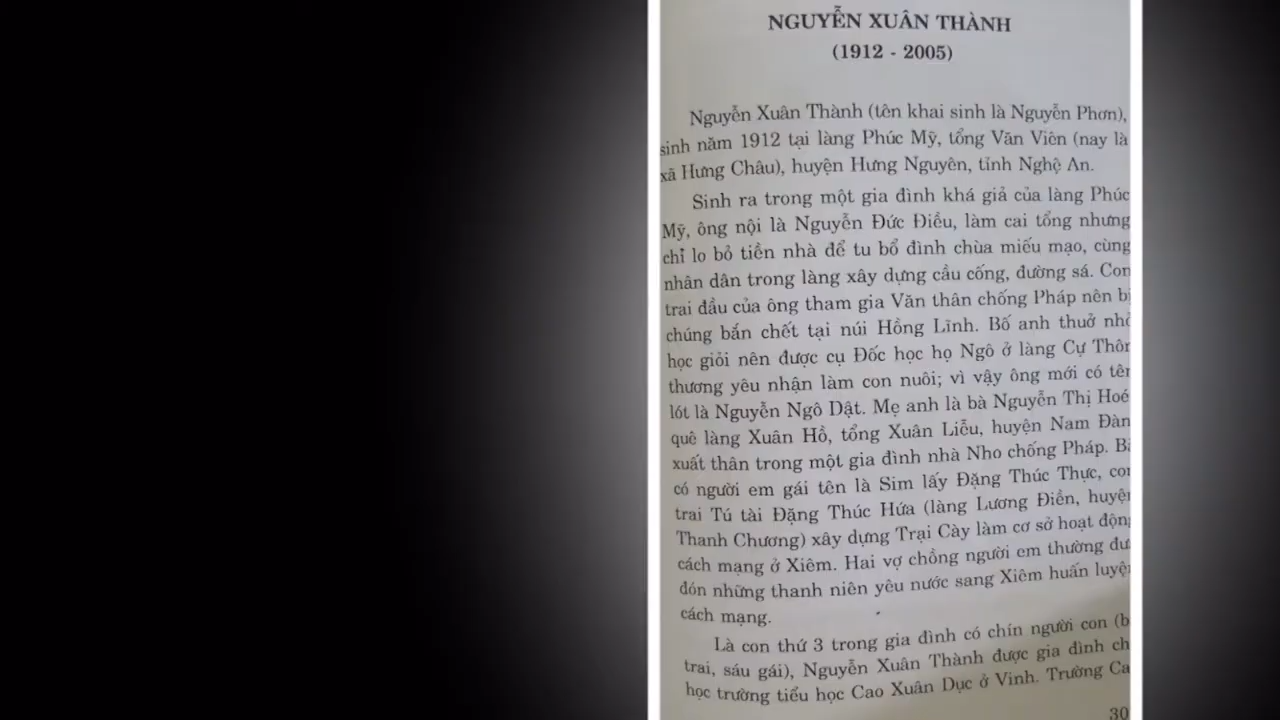 NGUYỄN XUÂN THÀNH
(1912 - 2005)
Nguyễn Xuân Thành (tên khai sinh là Nguyễn Phơn),
sinh năm 1912 tại làng Phúc Mỹ, tổng Văn Viên (nay là
xã Hưng Châu), huyện Hưng Nguyên, tỉnh Nghệ An.
Sinh ra trong một gia đình khá giả của làng Phúc
Mỹ, ông nội là Nguyễn Đức Điều, làm cai tổng nhưng
chỉ lo bỏ tiền nhà để tu bổ đình chùa miếu mạo, cùng
nhân dân trong làng xây dựng cầu cống, đường sá. Con
trai đầu của ông tham gia Văn thân chống Pháp nên bị
chúng bắn chết tại núi Hồng Lĩnh. Bố anh thuở nhỏ
học giỏi nên được cụ Đốc học họ Ngô ở làng Cự
thương yêu nhận làm con nuôi; vì vậy ông mới có
lót là Nguyễn Ngô Dật. Mẹ anh là bà Nguyễn Thị Hoé
quê làng Xuân Hồ, tổng Xuân Liễu, huyện Nam
xuất thân trong một gia đình nhà Nho chống Pháp.
có người em gái tên là Sim lấy Đặng Thúc Thực,
trai Tú tài Đặng Thúc Hứa (làng Lương Điền,
Thanh Chương) xây dựng Trại Cày làm cơ sở hoạt
cách mạng ở Xiêm. Hai vợ chồng người em thường
đón những thanh niên yêu nước sang Xiêm huấn
cách mạng.
Là con thứ 3 trong gia đình có chín người con
trai, sáu gái), Nguyễn Xuân Thành được gia đình
học trường tiểu học Cao Xuân Dục ở Vinh. Trường